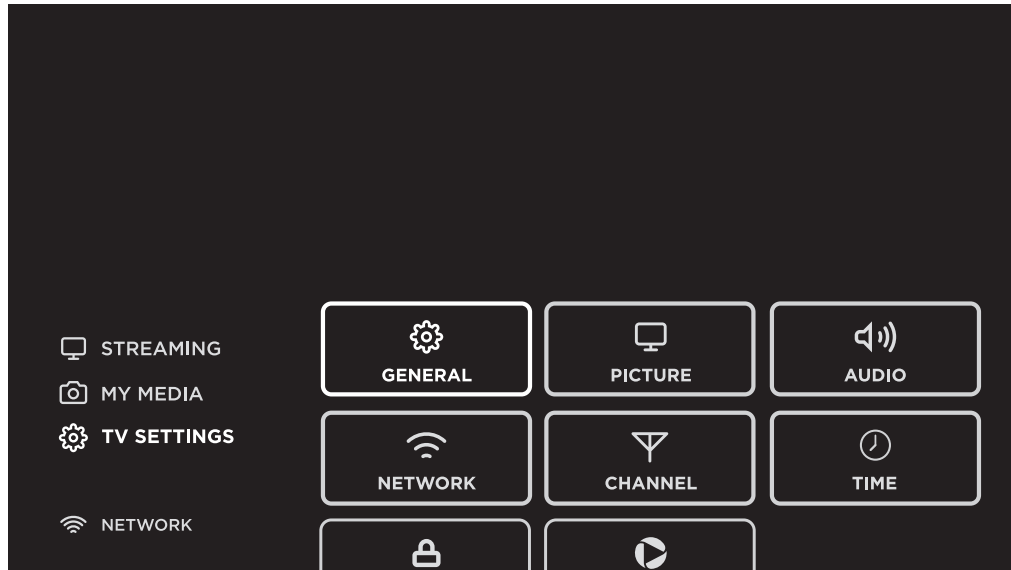 STREAMING
MY MEDIA
TV SETTINGS
NETWORK
GENERAL
PICTURE
AUDIO
NETWORK
CHANNEL
TIME